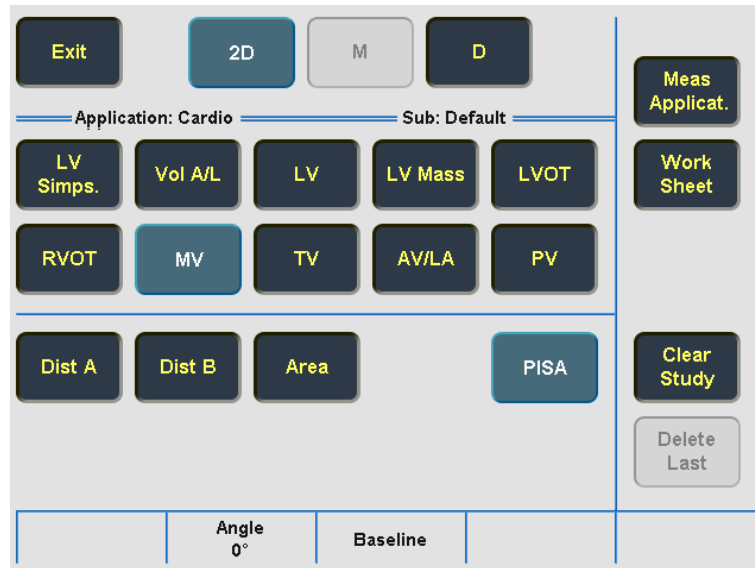 Exit
2D
M
D
Meas
Applicat.
Application: Cardio
Sub: Default
LV
Simps.
Vol A/L
LV
LV Mass
LVOT
Work
Sheet
RVOT
MV
TV
AV/LA
PV
Dist A
Dist B
Area
PISA
Clear
Study
Delete
Last
Angle
0°
Baseline